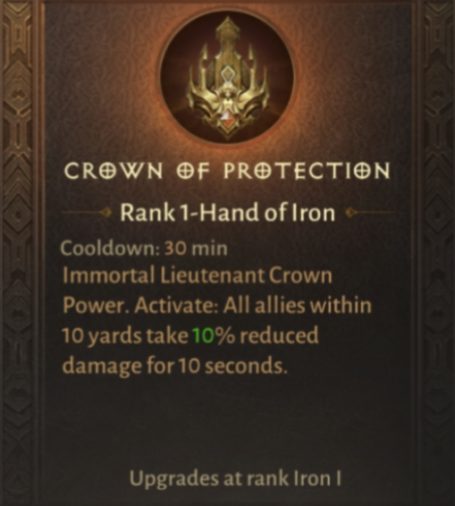 CROWN OF PROTECTION
Rank 1-Hand of Iron
Cooldown: 30 min
Immortal Lieutenant Crown
Power. Activate: All allies within
10 yards take 10% reduced
damage for 10 seconds.
Upgrades at rank Iron I